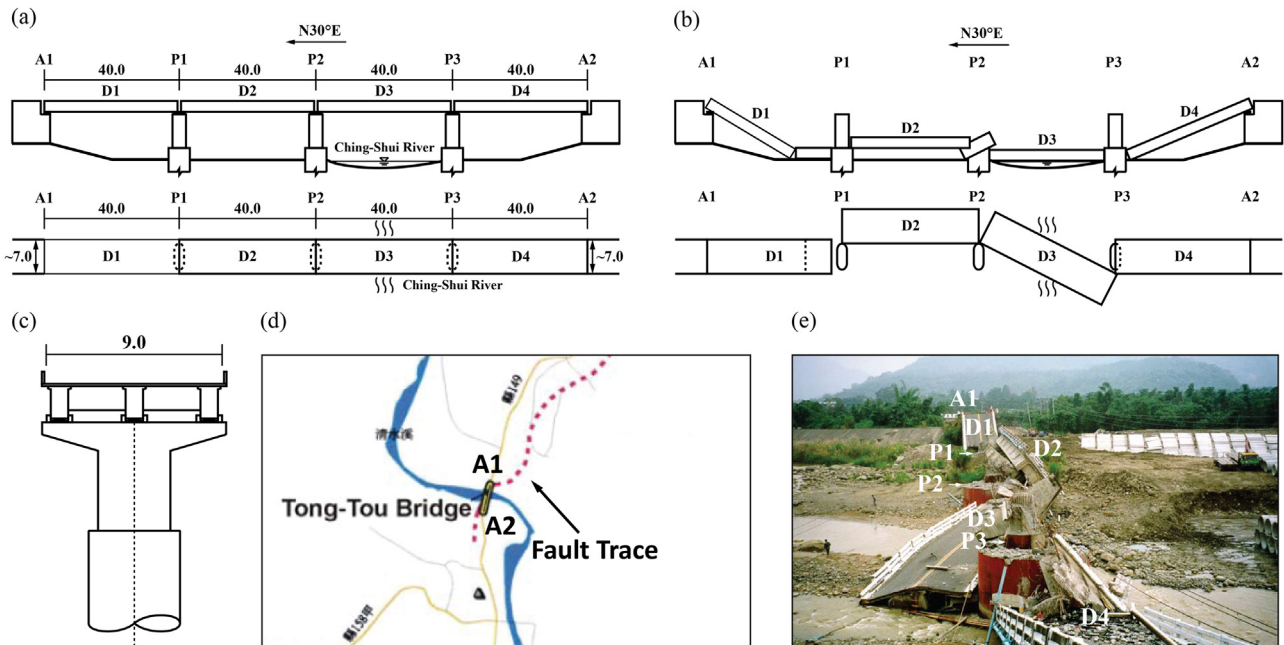 (a)
N30°E
A1 P1 P2 P3 A2
40.0 40.0 40.0 40.0
D1 D2 D3 D4
Ching-Shui River
A1 P1 P2 P3 A2
40.0 40.0 40.0 40.0
~7.0 D1 D2 D3 D4 ~7.0
Ching-Shui River
(b)
N30°E
A1 P1 P2 P3 A2
D1 D2 D3 D4
A1 P1 P2 P3 A2
D1 D2 D3 D4
(c)
9.0
(d)
縣149
清水溪
A1
Tong-Tou Bridge
A2
Fault Trace
縣158甲
(e)
A1
D1
D2
P1
P2
D3
P3
D4